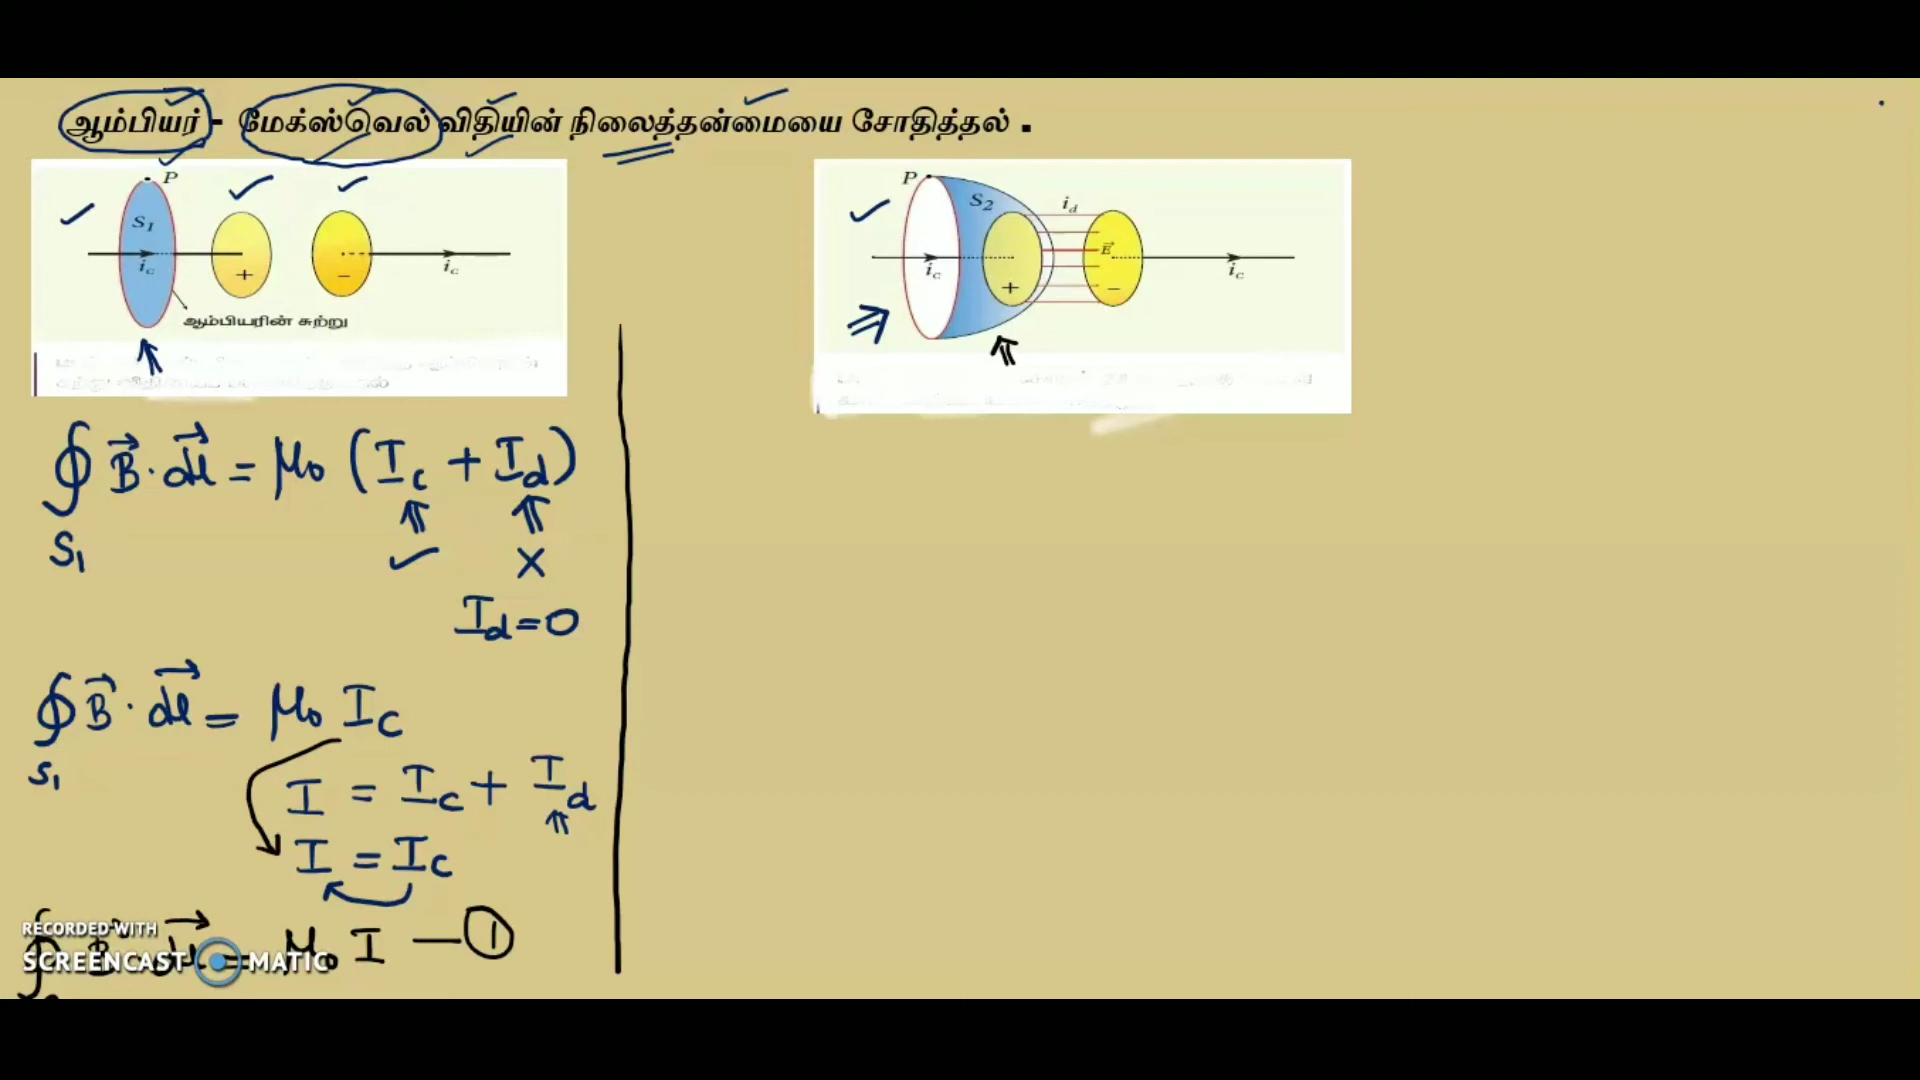 ஆம்பியர் - மேக்ஸ்வெல் விதியின் நிலைத்தன்மையை சோதித்தல் .
P
S1
ic
+
-
ic
ஆம்பியரின் சுற்று
P
S2
id
E⃗
ic
+
-
ic
∮ B⃗ · dl⃗ = μ₀ (Ic + Id)
S1
✓ X
Id = 0
∮ B⃗ · dl⃗ = μ₀ Ic
S1
I = Ic + Id
I = Ic
∮ B⃗ · dl⃗ = μ₀ I — ①
RECORDED WITH
SCREENCAST MATIC